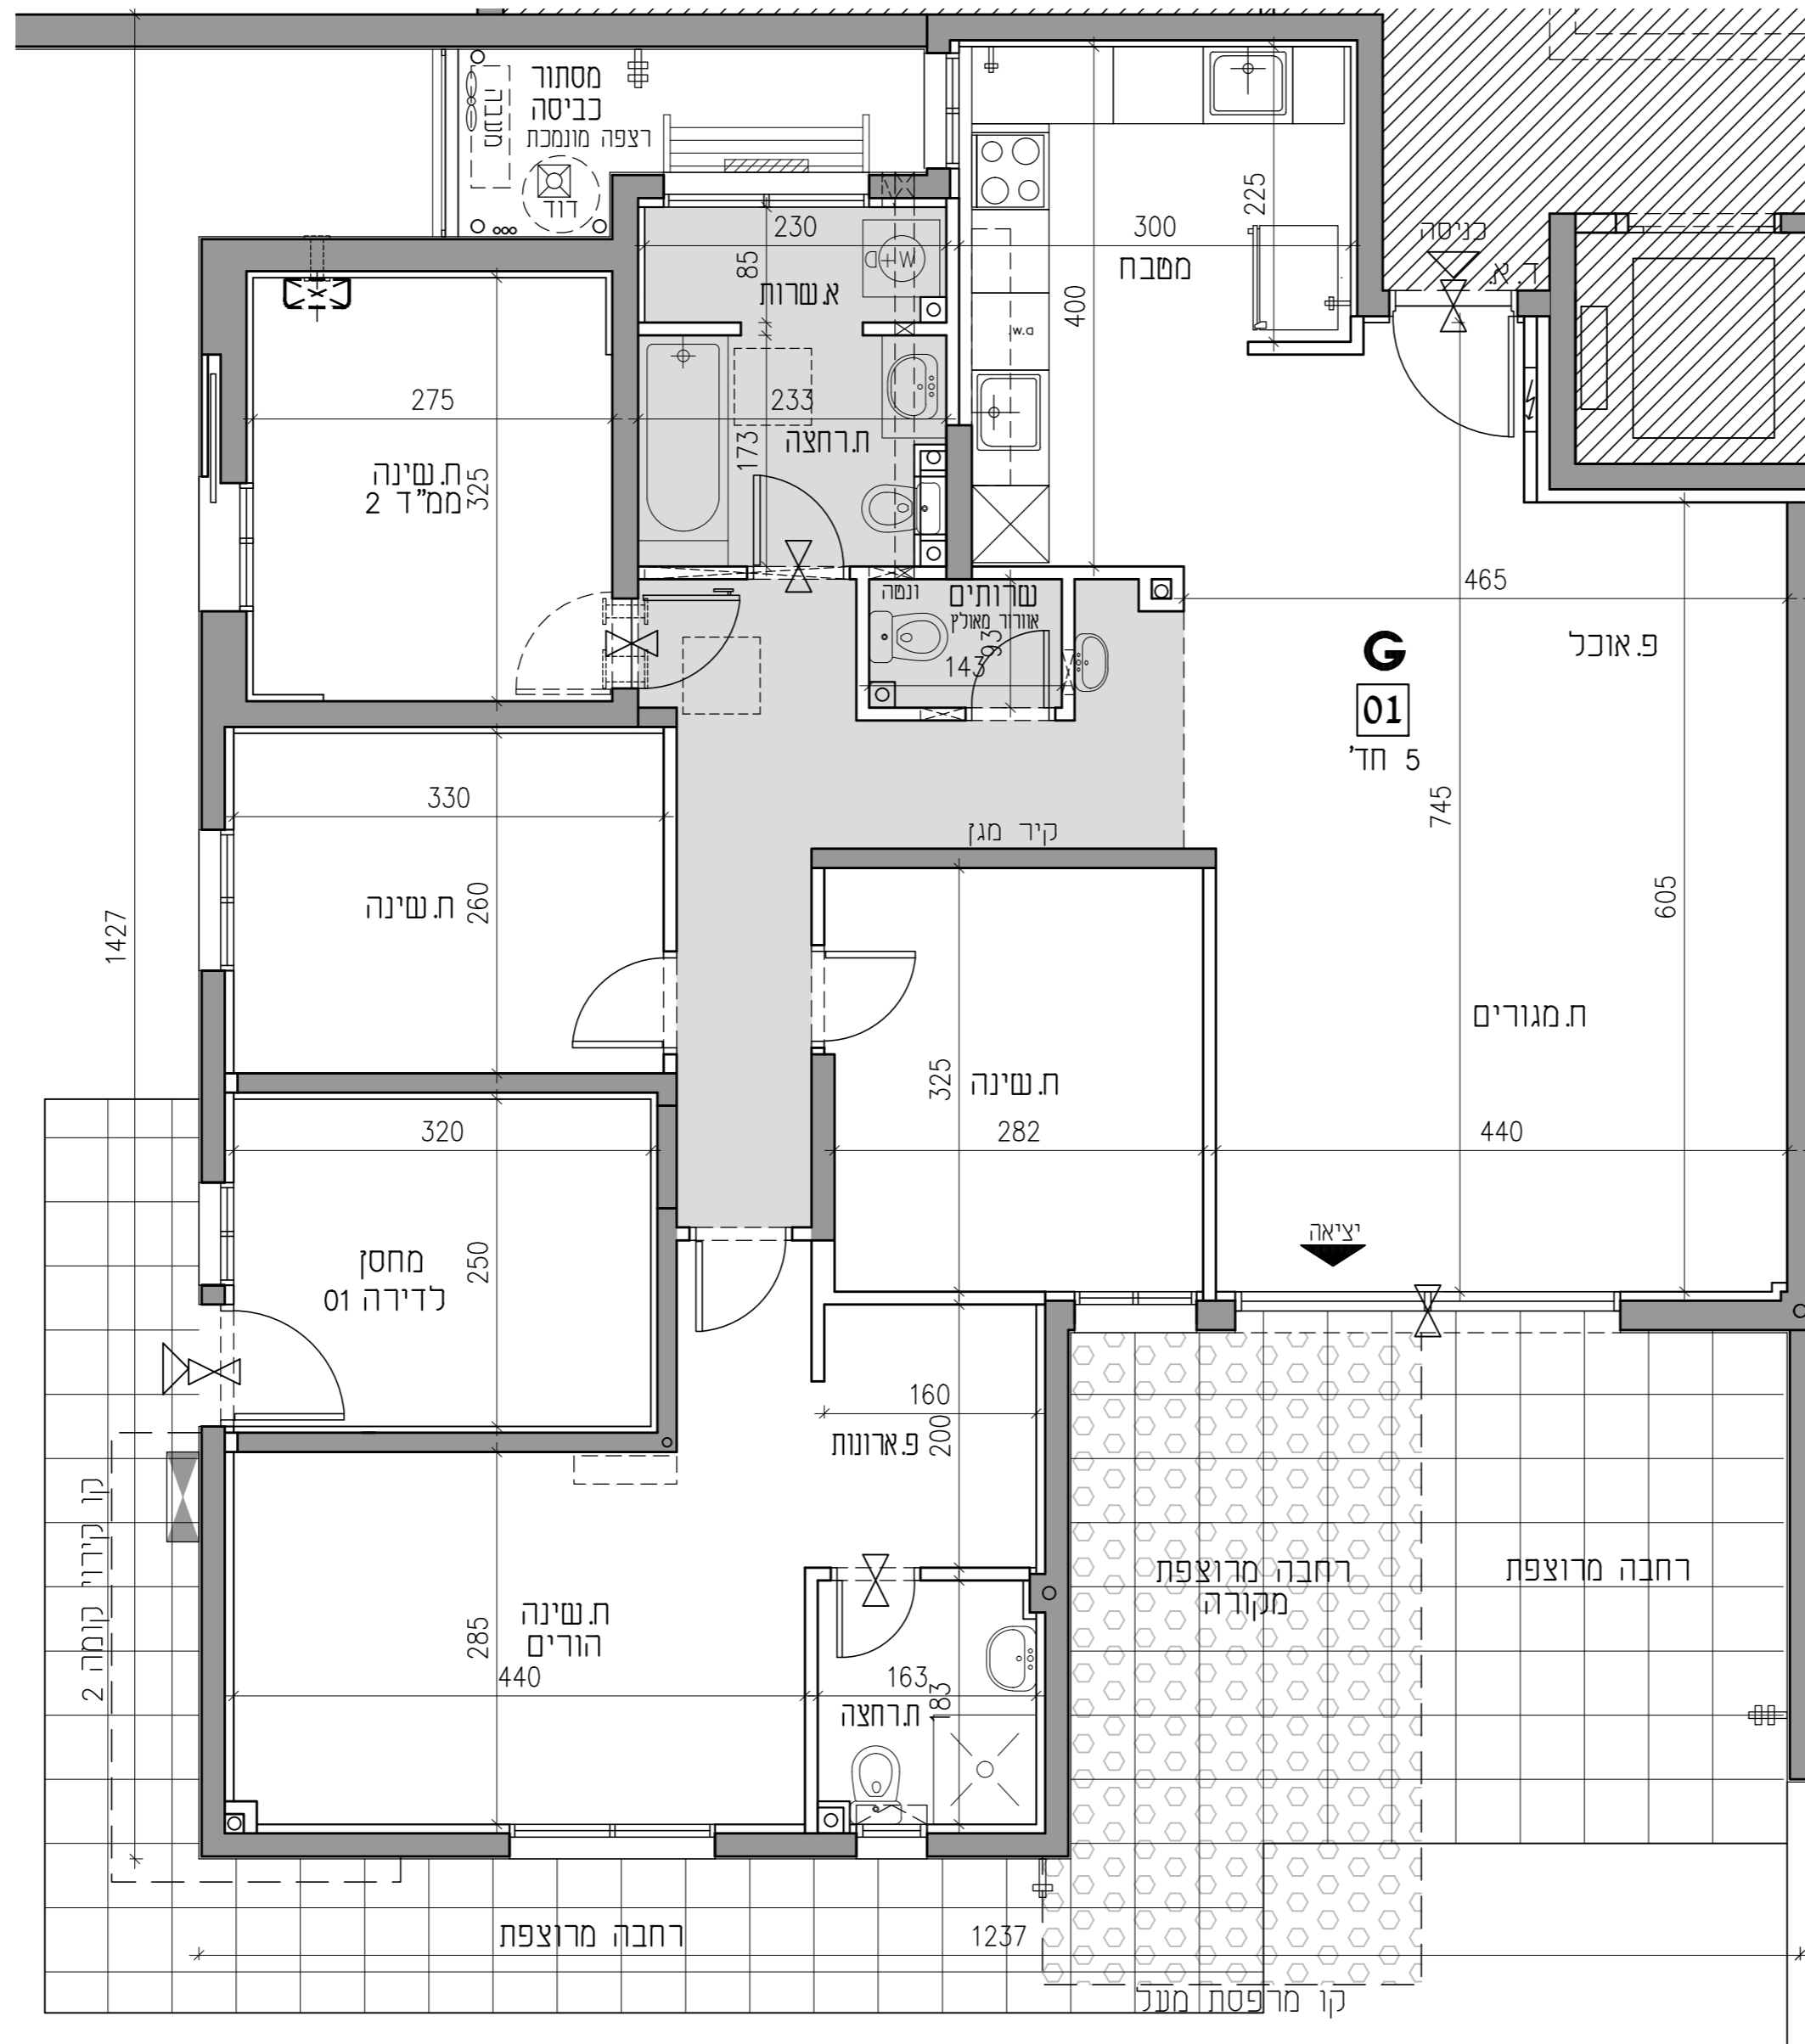 מסתור
כביסה
רצפה מונמכת
מעבה
דוד
230
85
W+D
א.שרות
300
מטבח
225
400
D.W
כניסה
ד.א.
275
ח.שינה
ממ"ד 2
325
233
ח.רחצה
173
465
פ.אוכל
שרותים
אוורור מאולץ
ונטה
143
93
G
01
5 חד'
745
605
330
ח.שינה
260
קיר מגן
1427
ח.מגורים
325
ח.שינה
282
440
320
מחסן
לדירה 01
250
יציאה
160
פ.ארונות
200
קו קירוי קומה 2
ח.שינה
הורים
285
440
163
183
ח.רחצה
רחבה מרוצפת
מקורה
רחבה מרוצפת
רחבה מרוצפת
1237
קו מרפסת מעל